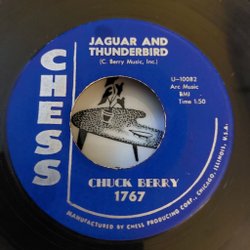 JAGUAR AND
THUNDERBIRD
(C. Berry Music, Inc.)
CHESS
U-10082
Arc Music
BMI
Time 1:50
CHUCK BERRY
1767
MANUFACTURED BY CHESS PRODUCING CORP., CHICAGO, ILLINOIS, U.S.A.